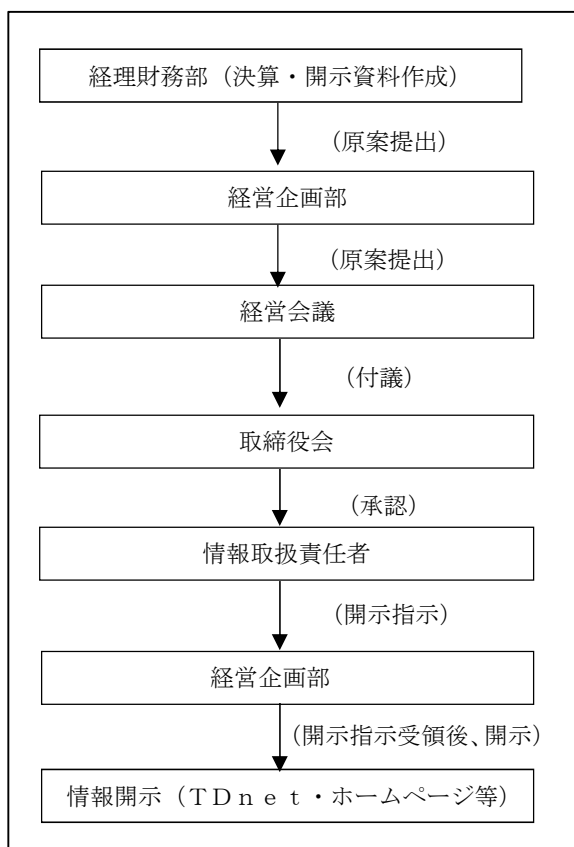 経理財務部（決算・開示資料作成）
（原案提出）
経営企画部
（原案提出）
経営会議
（付議）
取締役会
（承認）
情報取扱責任者
（開示指示）
経営企画部
（開示指示受領後、開示）
情報開示（ＴＤｎｅｔ・ホームページ等）